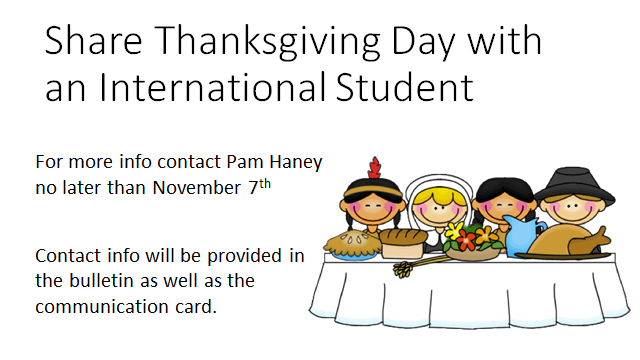 Share Thanksgiving Day with
an International Student
For more info contact Pam Haney
no later than November 7th
Contact info will be provided in
the bulletin as well as the
communication card.